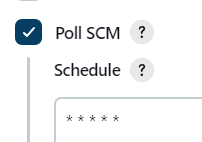 Poll SCM ?
Schedule ?
* * * * *